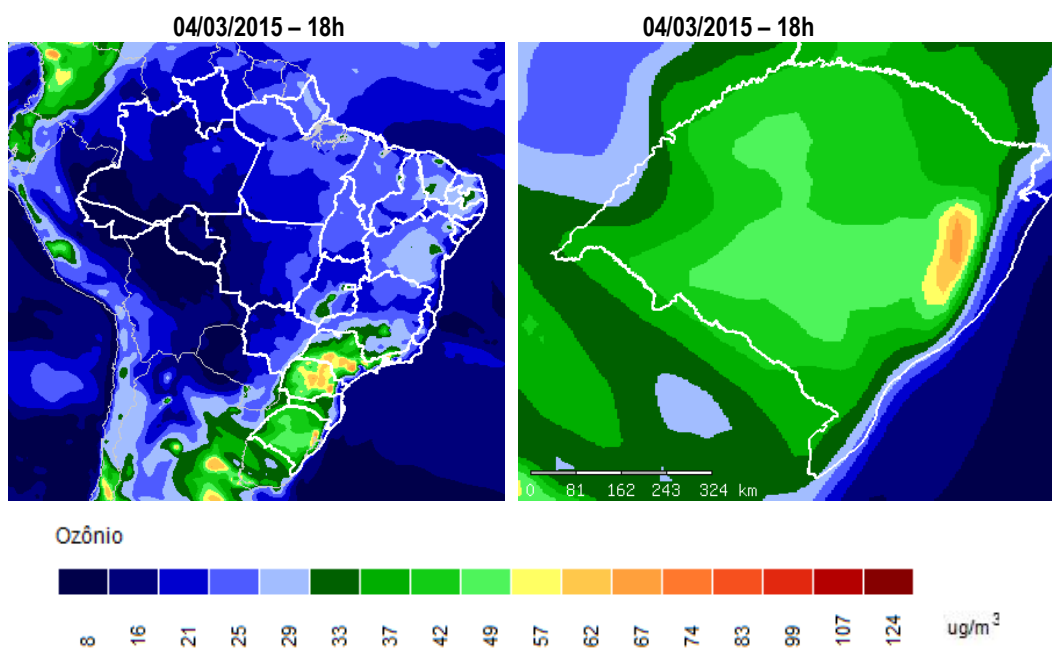 04/03/2015 – 18h
04/03/2015 – 18h
0 81 162 243 324 km
Ozônio
8 16 21 25 29 33 37 42 49 57 62 67 74 83 99 107 124 ug/m³